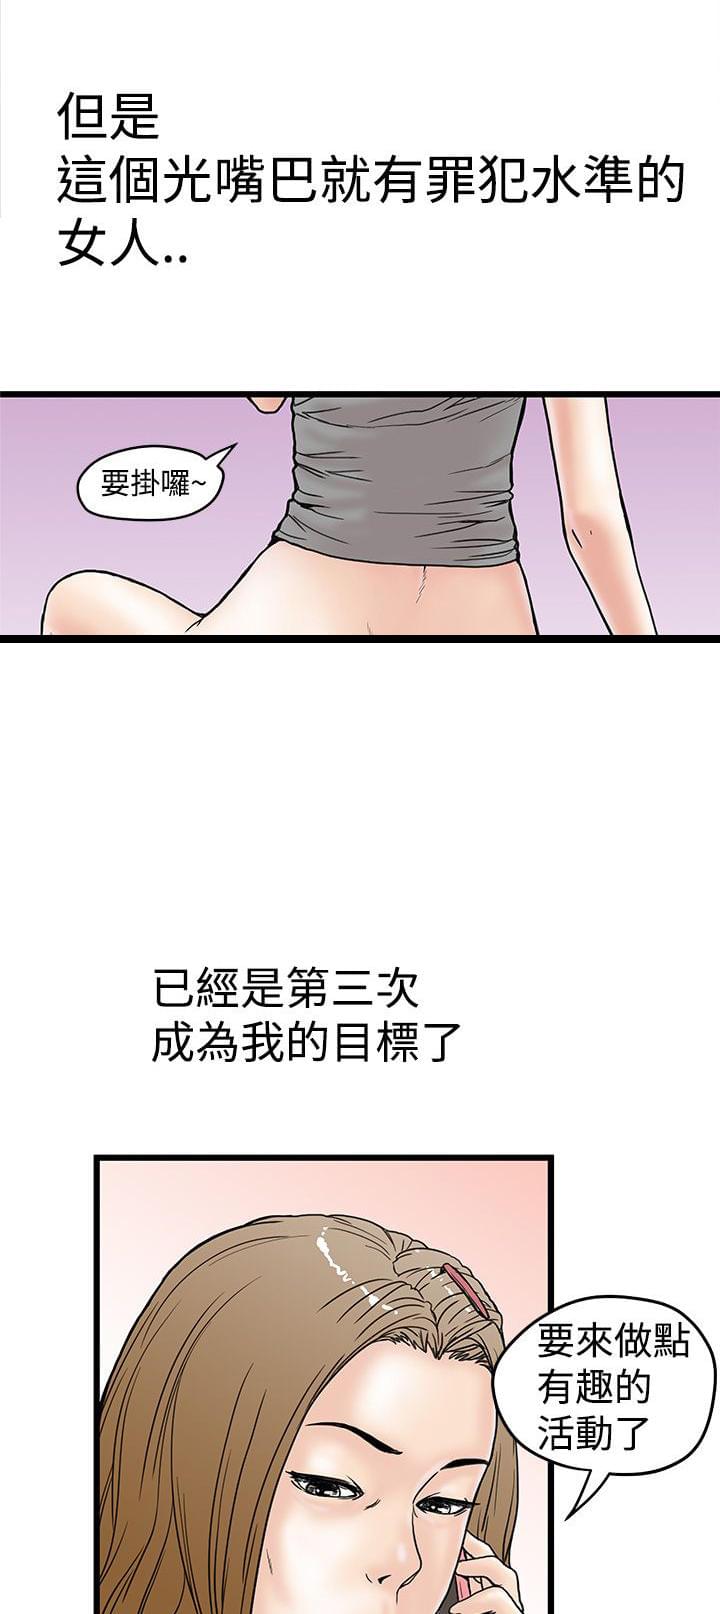 但是
這個光嘴巴就有罪犯水準的
女人..
要掛囉~
已經是第三次
成為我的目標了
要來做點
有趣的
活動了